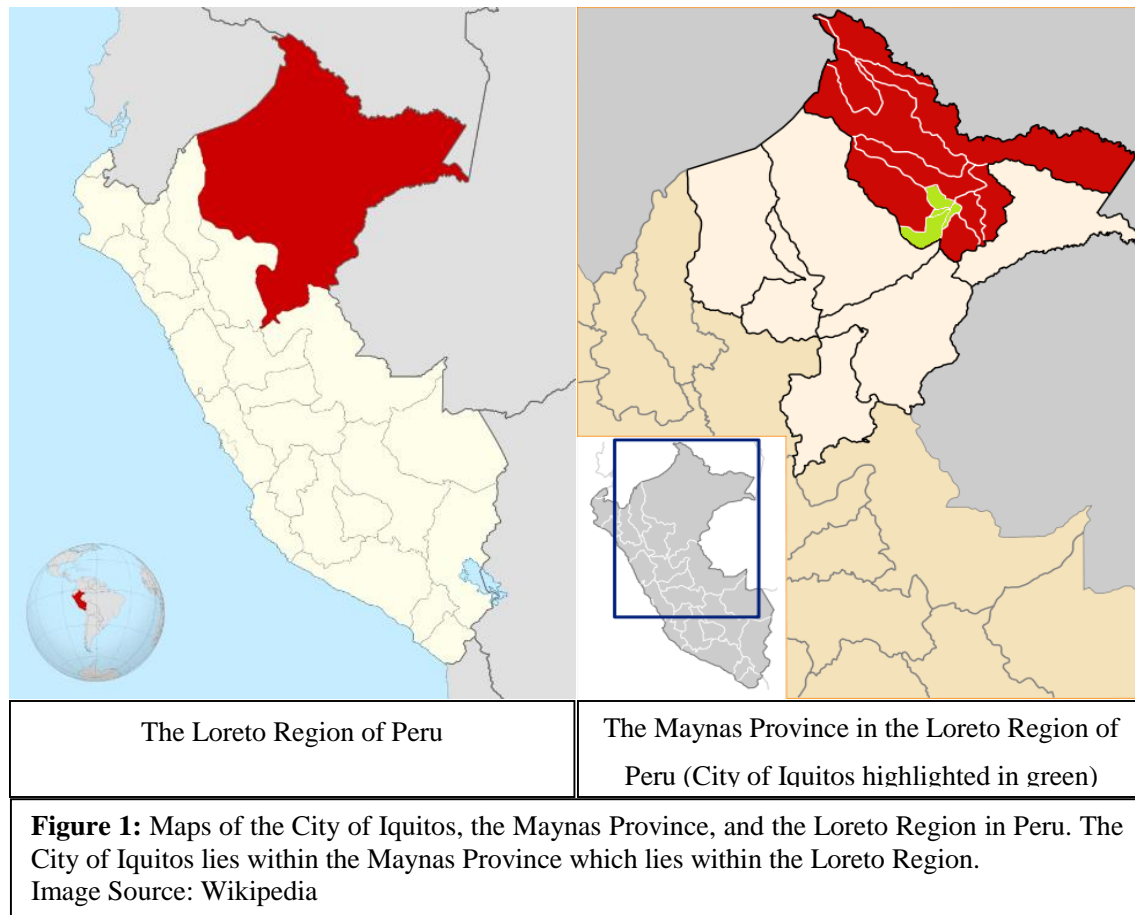 The Loreto Region of Peru
The Maynas Province in the Loreto Region of
Peru (City of Iquitos highlighted in green)
Figure 1: Maps of the City of Iquitos, the Maynas Province, and the Loreto Region in Peru. The
City of Iquitos lies within the Maynas Province which lies within the Loreto Region.
Image Source: Wikipedia